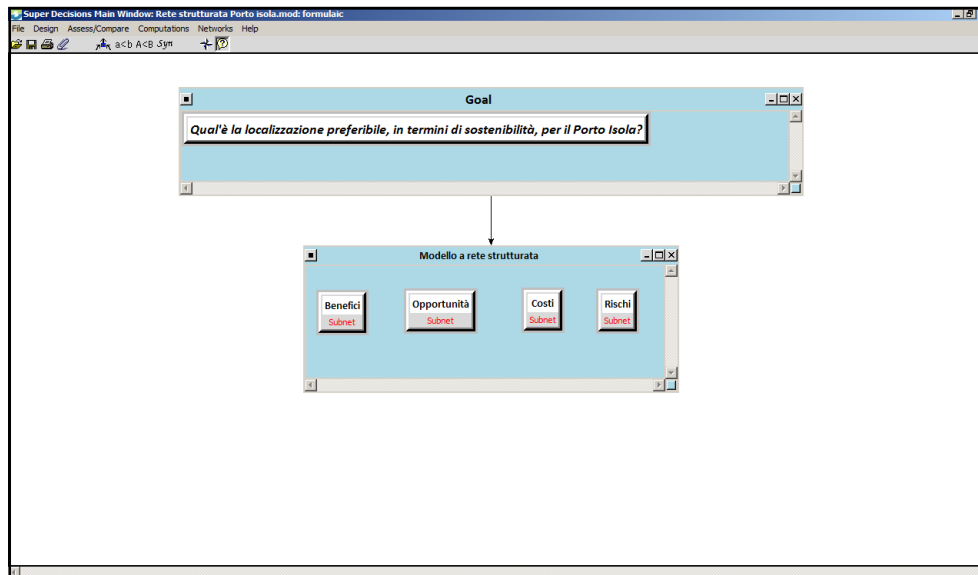 Super Decisions Main Window: Rete strutturata Porto isola.mod: formulaic
File Design Assess/Compare Computations Networks Help
a<b A<B Syn
Goal
Qual'è la localizzazione preferibile, in termini di sostenibilità, per il Porto Isola?
Modello a rete strutturata
Benefici Opportunità Costi Rischi
Subnet Subnet Subnet Subnet